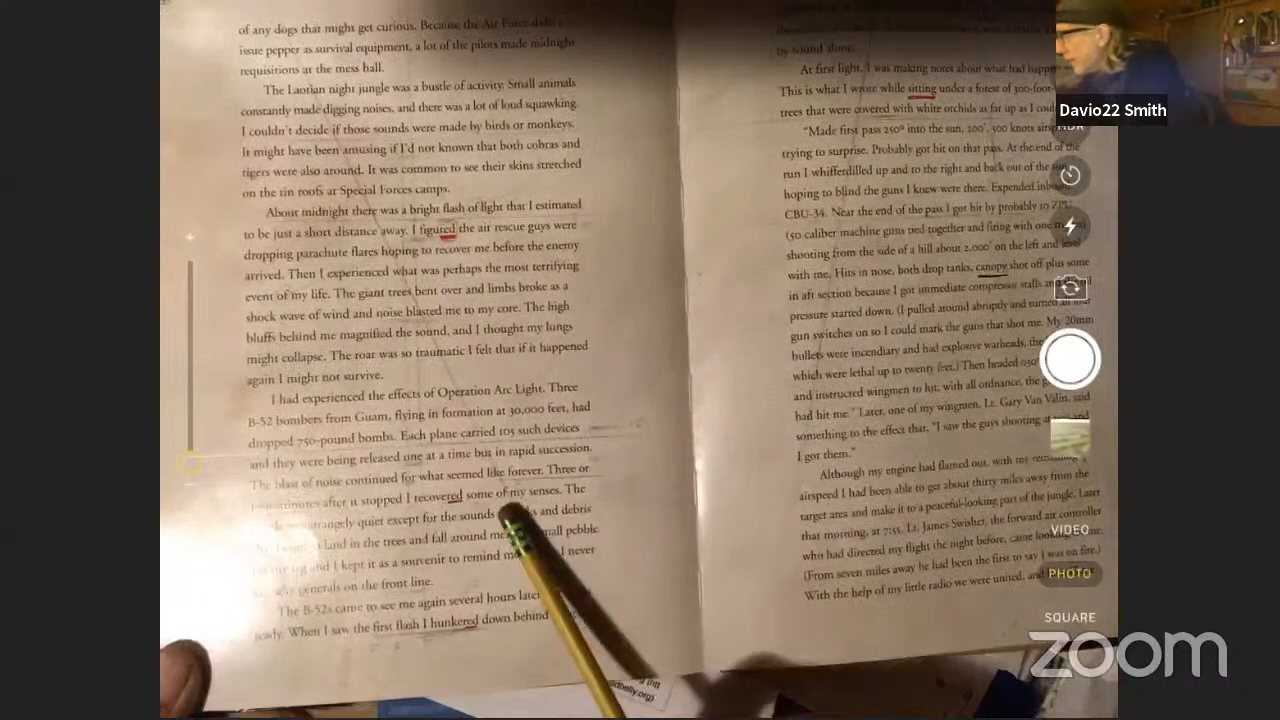 of any dogs that might get curious. Because the Air Force didn't
issue pepper as survival equipment, a lot of the pilots made midnight
requisitions at the mess hall.
The Laotian night jungle was a bustle of activity. Small animals
constantly made digging noises, and there was a lot of loud squawking.
I couldn't decide if those sounds were made by birds or monkeys.
It might have been amusing if I'd not known that both cobras and
tigers were also around. It was common to see their skins stretched
on the tin roofs at Special Forces camps.
About midnight there was a bright flash of light that I estimated
to be just a short distance away. I figured the air rescue guys were
dropping parachute flares hoping to recover me before the enemy
arrived. Then I experienced what was perhaps the most terrifying
event of my life. The giant trees bent over and limbs broke as a
shock wave of wind and noise blasted me to my core. The high
bluffs behind me magnified the sound, and I thought my lungs
might collapse. The roar was so traumatic I felt that if it happened
again I might not survive.
I had experienced the effects of Operation Arc Light. Three
B-52 bombers from Guam, flying in formation at 30,000 feet, had
dropped 750-pound bombs. Each plane carried 105 such devices
and they were being released one at a time but in rapid succession.
The blast of noise continued for what seemed like forever. Three or
minutes after it stopped I recovered some of my senses. The
strangely quiet except for the sounds and debris
land in the trees and fall around me small pebble
and I kept it as a souvenir to remind me I never
generals on the front line.
The B-52s came to see me again several hours later
ready. When I saw the first flash I hunkered down behind
by sound alone.
At first light, I was making notes about what had
This is what I wrote while sitting under a forest of 300-foot
trees that were covered with white orchids as far up as I
"Made first pass 250° into the sun, 200', 500 knots
trying to surprise. Probably got hit on that pass. At the end of the
run I whifferdilled up and to the right and back out of the
hoping to blind the guns I knew were there. Expended
CBU-34. Near the end of the pass I got hit by probably 10 ZPU
(50-caliber machine guns tied together and firing with one
shooting from the side of a hill about 2,000' on the left and level
with me. Hits in nose, both drop tanks, canopy shot off plus some
in aft section because I got immediate compressor stalls and
pressure started down. (I pulled around abruptly and turned
gun switches on so I could mark the guns that shot me. My 20mm
bullets were incendiary and had explosive warheads,
which were lethal up to twenty feet.) Then headed
and instructed wingmen to hit, with all ordnance, the
had hit me." Later, one of my wingmen, Lt. Gary Van Valin, said
something to the effect that, "I saw the guys shooting at and
I got them."
Although my engine had flamed out, with my remaining
airspeed I had been able to get about thirty miles away from the
target area and make it to a peaceful-looking part of the jungle. Later
that morning, at 7:55, Lt. James Swisher, the forward air controller
who had directed my flight the night before, came looking me.
(From seven miles away he had been the first to say I was on fire.)
With the help of my little radio we were united, and
Davio22 Smith
HDR
VIDEO
PHOTO
SQUARE
zoom